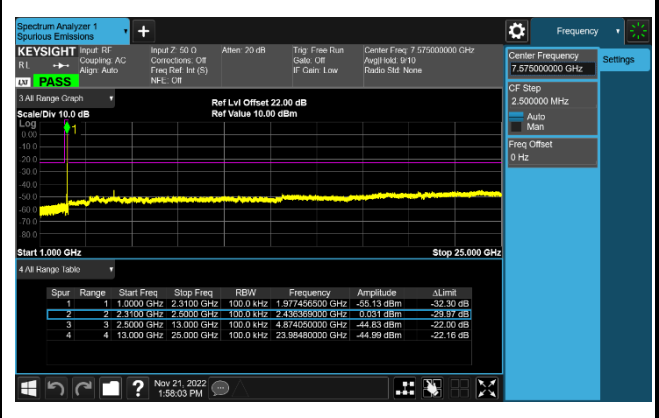 Spectrum Analyzer 1
Spurious Emissions
Frequency
KEYSIGHT
Input: RF
Coupling: AC
Align: Auto
Input Z: 50 Ω
Corrections: Off
Freq Ref: Int (S)
NFE: Off
Atten: 20 dB
Trig: Free Run
Gate: Off
IF Gain: Low
Center Freq: 7.575000000 GHz
Avg|Hold: 9/10
Radio Std: None
RL
LXI
PASS
Center Frequency
7.575000000 GHz
Settings
CF Step
2.500000 MHz
Auto
Man
Freq Offset
0 Hz
3 All Range Graph
Scale/Div 10.0 dB
Ref Lvl Offset 22.00 dB
Ref Value 10.00 dBm
Log
1
0.00
-10.0
-20.0
-30.0
-40.0
-50.0
-60.0
-70.0
-80.0
Start 1.000 GHz
Stop 25.000 GHz
4 All Range Table
Spur Range Start Freq Stop Freq RBW Frequency Amplitude ΔLimit
1 1 1.0000 GHz 2.3100 GHz 100.0 kHz 1.977456500 GHz -55.13 dBm -32.30 dB
2 2 2.3100 GHz 2.5000 GHz 100.0 kHz 2.436369000 GHz 0.031 dBm -29.97 dB
3 3 2.5000 GHz 13.000 GHz 100.0 kHz 4.874050000 GHz -44.83 dBm -22.00 dB
4 4 13.000 GHz 25.000 GHz 100.0 kHz 23.98480000 GHz -44.99 dBm -22.16 dB
?
Nov 21, 2022
1:58:03 PM